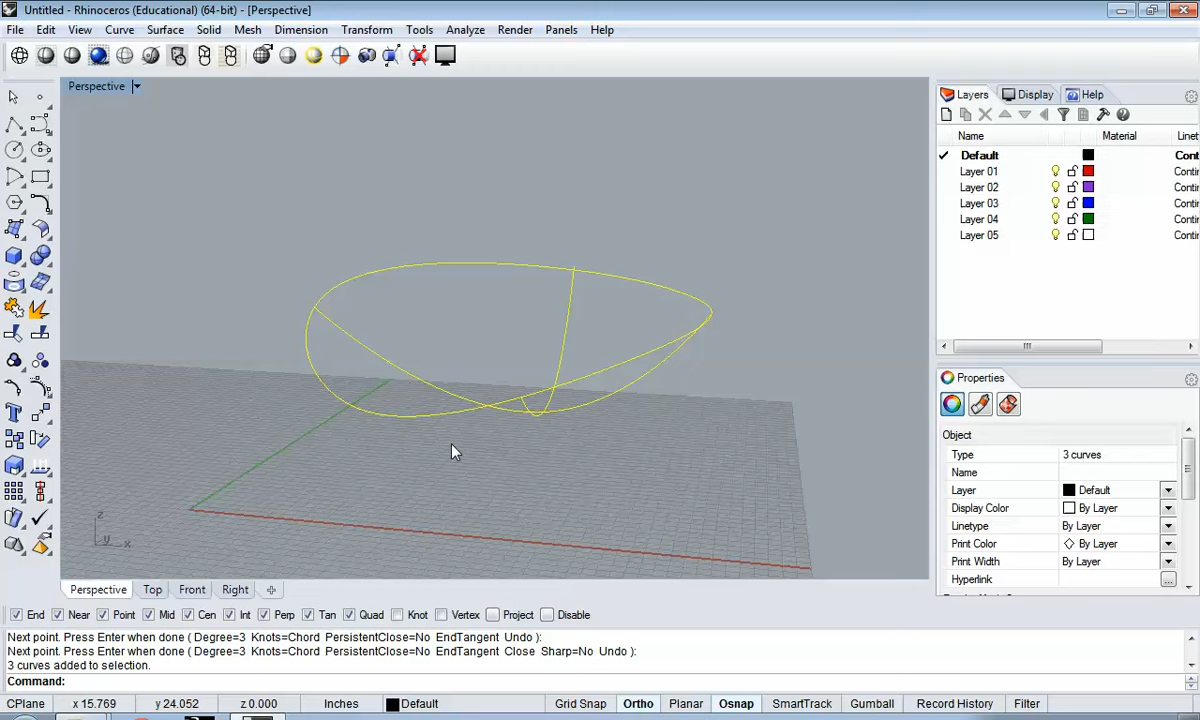 Untitled - Rhinoceros (Educational) (64-bit) - [Perspective]
File Edit View Curve Surface Solid Mesh Dimension Transform Tools Analyze Render Panels Help
Perspective
Layers Display Help
Name Material Linet
Default Cont
Layer 01 Conti
Layer 02 Conti
Layer 03 Conti
Layer 04 Conti
Layer 05 Conti
Properties
Object
Type 3 curves
Name
Layer Default
Display Color By Layer
Linetype By Layer
Print Color By Layer
Print Width By Layer
Hyperlink ...
z
y x
Perspective Top Front Right
End Near Point Mid Cen Int Perp Tan Quad Knot Vertex Project Disable
Next point. Press Enter when done ( Degree=3 Knots=Chord PersistentClose=No EndTangent Undo ):
Next point. Press Enter when done ( Degree=3 Knots=Chord PersistentClose=No EndTangent Close Sharp=No Undo ):
3 curves added to selection.
Command:
CPlane x 15.769 y 24.052 z 0.000 Inches Default Grid Snap Ortho Planar Osnap SmartTrack Gumball Record History Filter